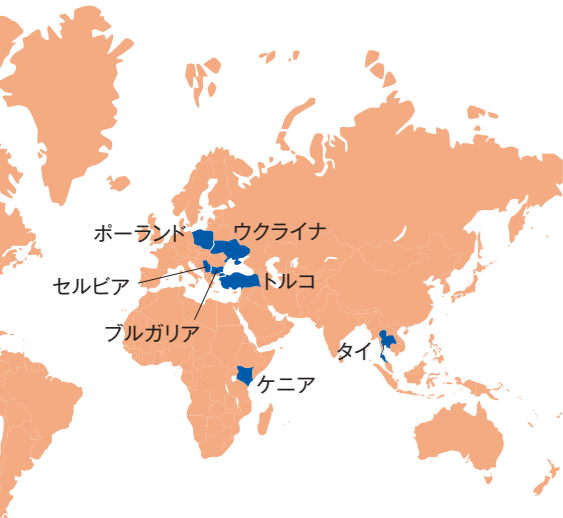 ポーランド
ウクライナ
セルビア
トルコ
ブルガリア
タイ
ケニア